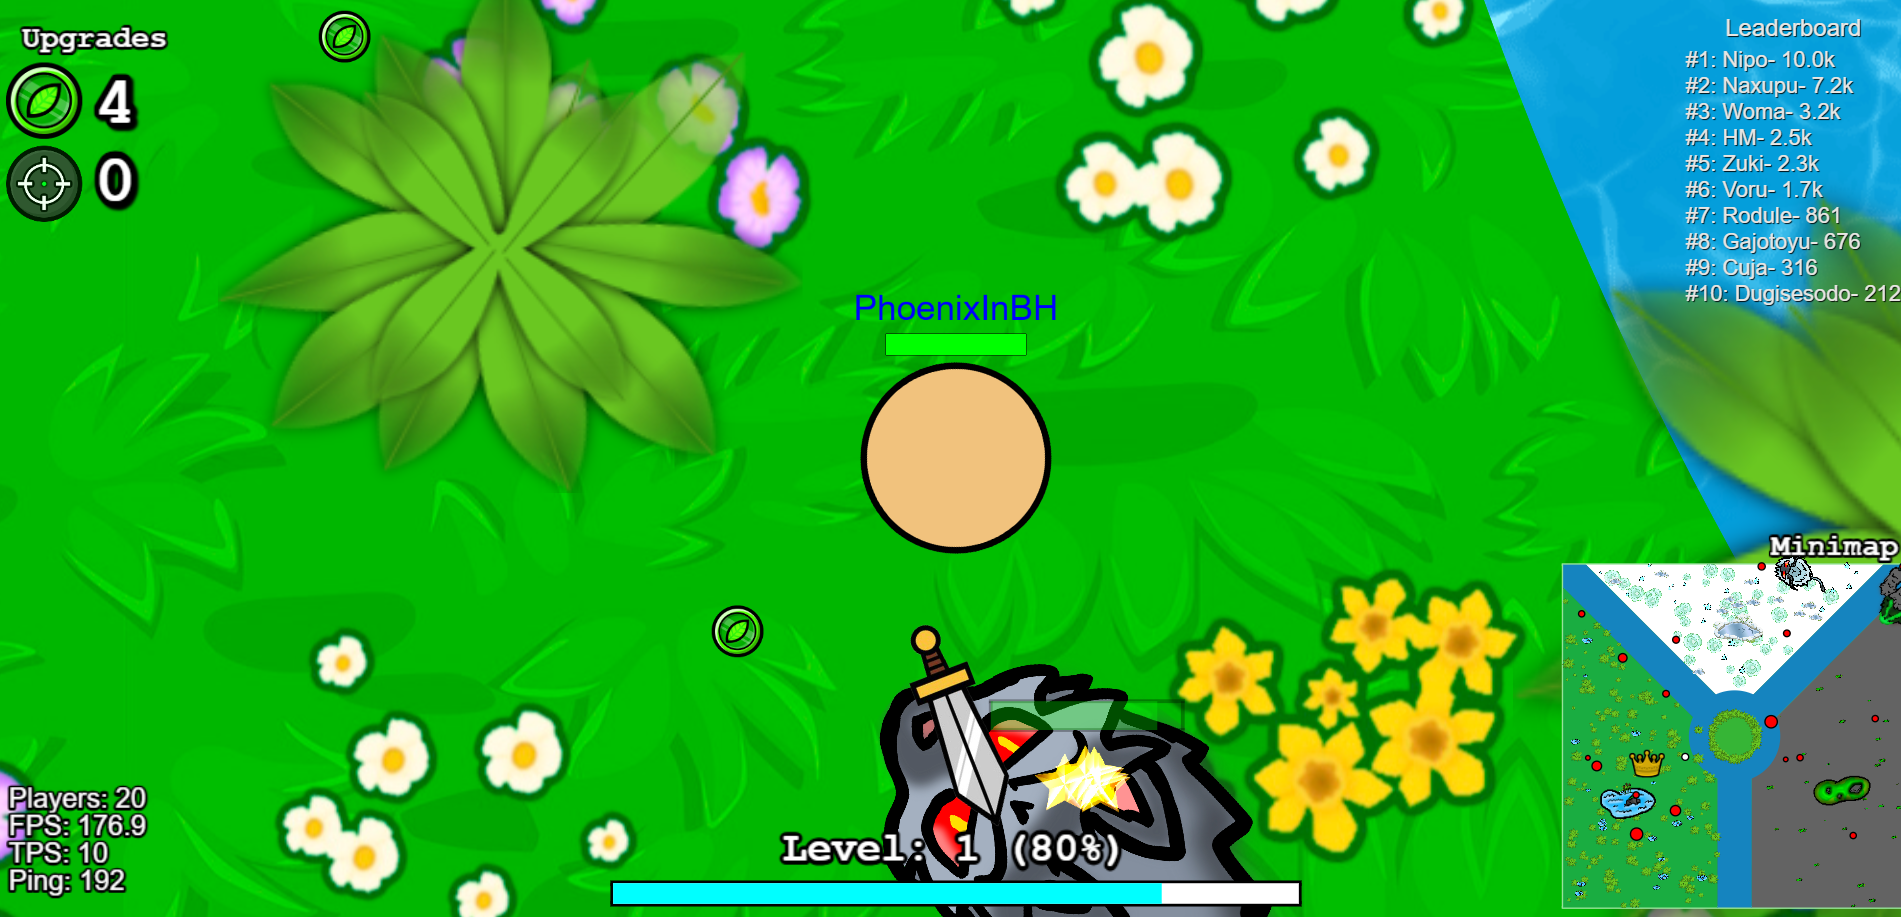 Upgrades
4
0
Leaderboard
#1: Nipo- 10.0k
#2: Naxupu- 7.2k
#3: Woma- 3.2k
#4: HM- 2.5k
#5: Zuki- 2.3k
#6: Voru- 1.7k
#7: Rodule- 861
#8: Gajotoyu- 676
#9: Cuja- 316
#10: Dugisesodo- 212
PhoenixInBH
Minimap
Players: 20
FPS: 176.9
TPS: 10
Ping: 192
Level: 1 (80%)